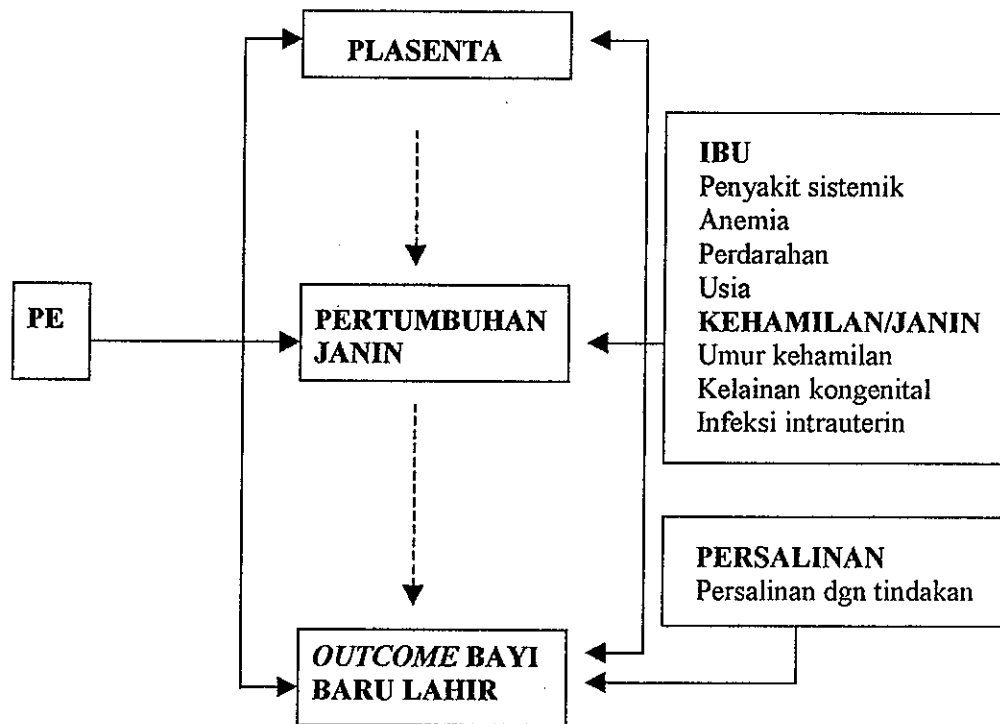 PLASENTA
PE
PERTUMBUHAN
JANIN
IBU
Penyakit sistemik
Anemia
Perdarahan
Usia
KEHAMILAN/JANIN
Umur kehamilan
Kelainan kongenital
Infeksi intrauterin
PERSALINAN
Persalinan dgn tindakan
OUTCOME BAYI
BARU LAHIR